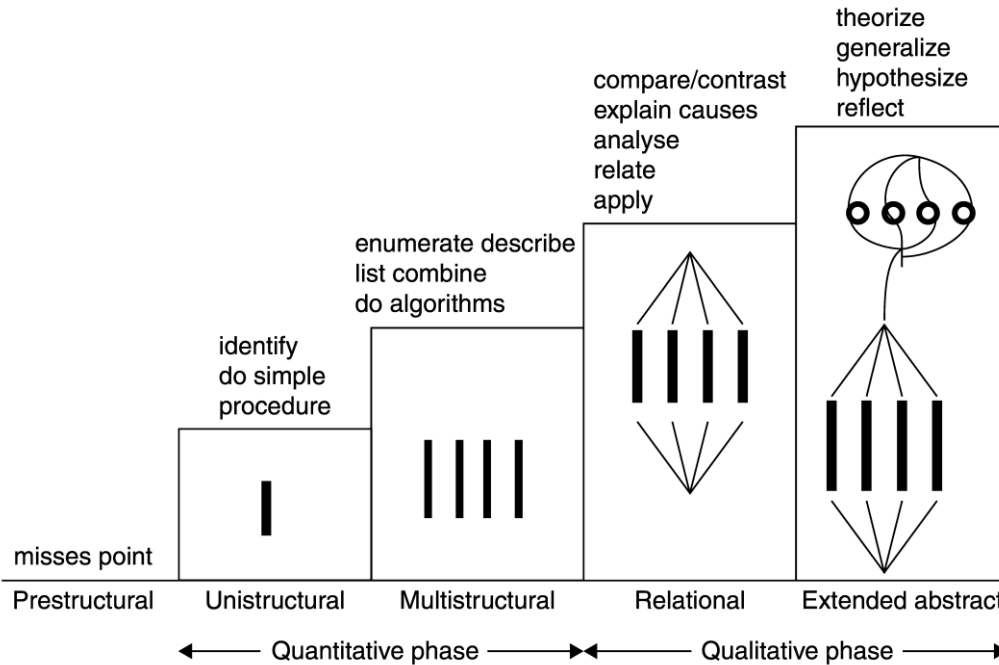 theorize
generalize
hypothesize
reflect
compare/contrast
explain causes
analyse
relate
apply
enumerate describe
list combine
do algorithms
identify
do simple
procedure
misses point
Prestructural
Unistructural
Multistructural
Relational
Extended abstract
Quantitative phase
Qualitative phase